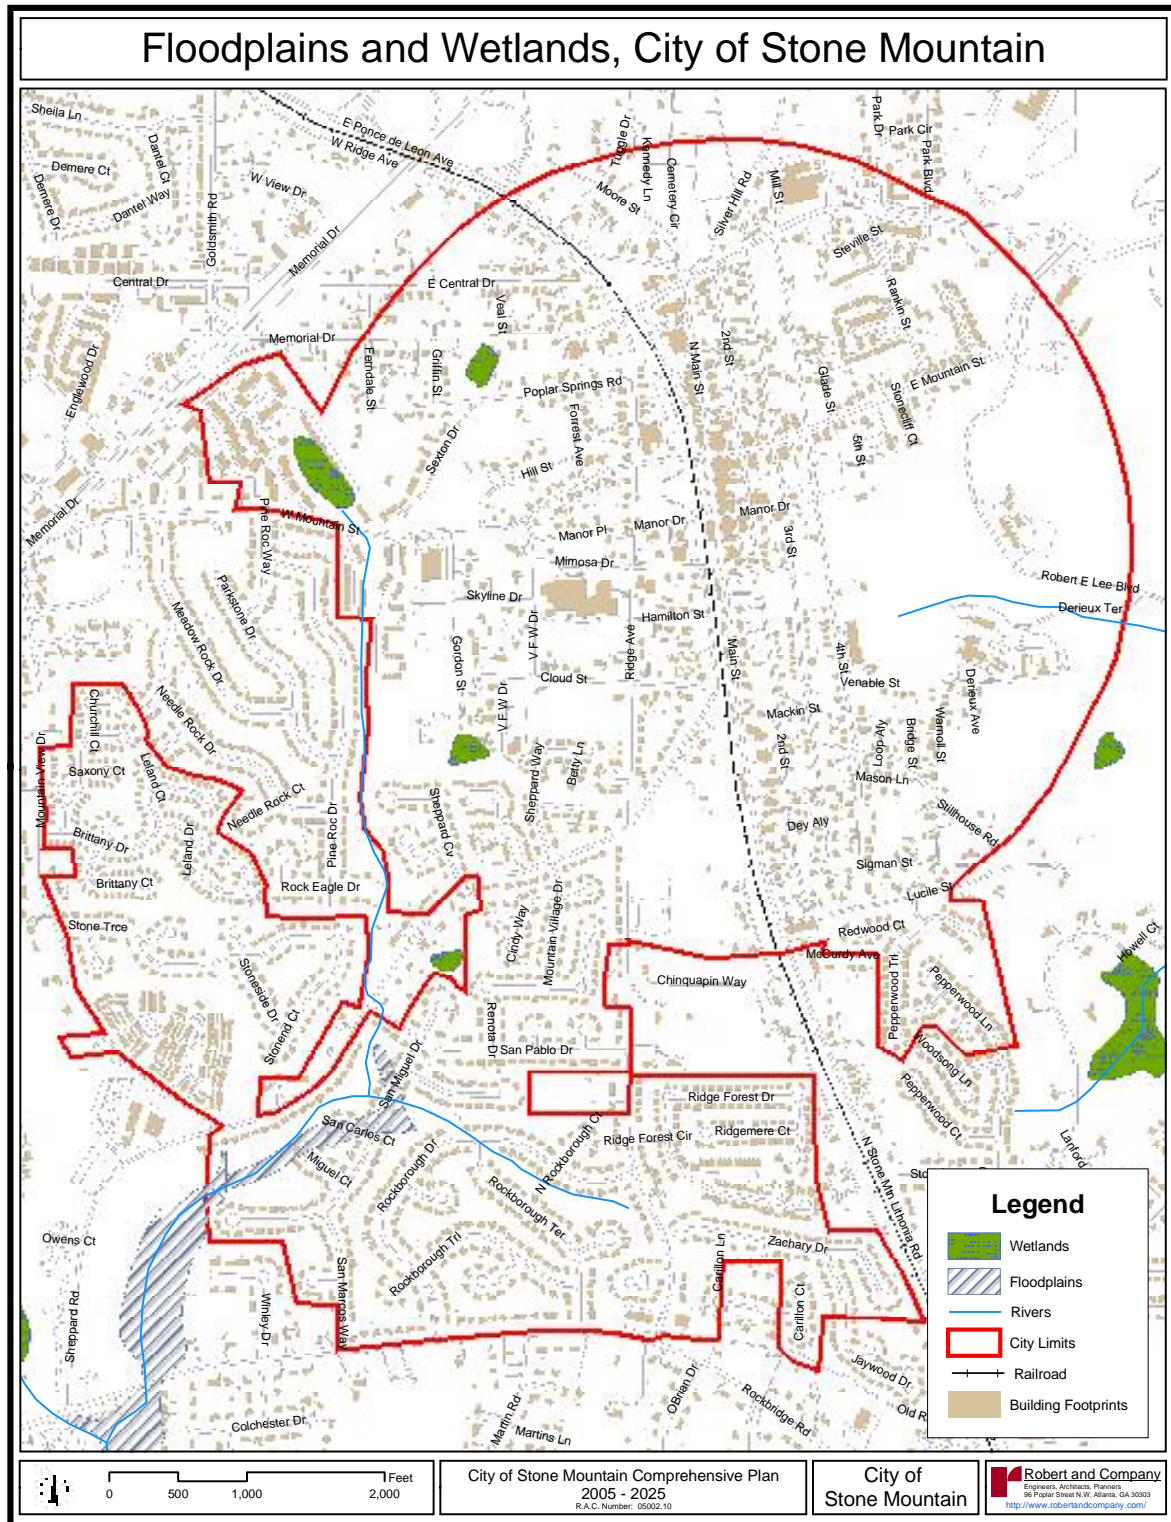 Floodplains and Wetlands, City of Stone Mountain
Sheila Ln
Dantel Ct
Demere Ct
Demere Dr
Dantel Way
Goldsmith Rd
W View Dr
E Ponce de Leon Ave
W Ridge Ave
Memorial Dr
Tuggle Dr
Kennedy Ln
Cemetery Cir
Moore St
Silver Hill Rd
Mill St
Park Dr
Park Cir
Park Blvd
Steville St
Central Dr
E Central Dr
Veal St
Rankin St
Englewood Dr
Memorial Dr
Ferndale St
Griffin St
Poplar Springs Rd
N Main St
2nd St
Glade St
E Mountain St
Stonecliff Ct
Sexton Dr
Forrest Ave
Hill St
5th St
Memorial Dr
Pine Roc Way
W Mountain St
Manor Pl
Manor Dr
Manor Dr
3rd St
Mimosa Dr
Skyline Dr
Robert E Lee Blvd
Derieux Ter
Parkstone Dr
Meadow Rock Dr
V F W Dr
Hamilton St
Ridge Ave
Gordon St
Cloud St
Main St
4th St
Venable St
Derieux Ave
Needle Rock Dr
Churchill Ct
V F W Dr
Mackin St
Warnoll St
Loon Aly
Bridge St
2nd St
Mountain View Dr
Saxony Ct
Leland Ct
Betty Ln
Sheppard Way
Mason Ln
Needle Rock Ct
Sheppard Cv
Stillhouse Rd
Brittany Dr
Leland Dr
Pine Roc Dr
Dey Aly
Sigman St
Brittany Ct
Rock Eagle Dr
Lucile St
Stone Trce
Cindy Way
Mountain Village Dr
Redwood Ct
McCurdy Ave
Howell Ct
Stoneside Dr
Chinquapin Way
Pepperwood Trl
Pepperwood Ln
Stonend Ct
Renota Dr
San Pablo Dr
San Miguel Dr
Woodsong Ln
Pepperwood Ct
Ridge Forest Dr
San Carlos Ct
Ridge Forest Cir
Ridgemere Ct
N Rockborough Ct
Lanford
Miguel Ct
Rockborough Dr
Rockborough Ter
N Stone Mtn Lithonia Rd
Sto
Owens Ct
Rockborough Trl
Zachary Dr
Carillon Ln
San Marcos Way
Winley Dr
Sheppard Rd
Carillon Ct
Jaywood Dr
OBrian Dr
Rockbridge Rd
Old R
Colchester Dr
Martin Rd
Martins Ln
Legend
Wetlands
Floodplains
Rivers
City Limits
Railroad
Building Footprints
Feet
0 500 1,000 2,000
City of Stone Mountain Comprehensive Plan
2005 - 2025
R.A.C. Number: 05002.10
City of
Stone Mountain
Robert and Company
Engineers, Architects, Planners
96 Poplar Street N.W. Atlanta, GA 30303
http://www.robertandcompany.com/